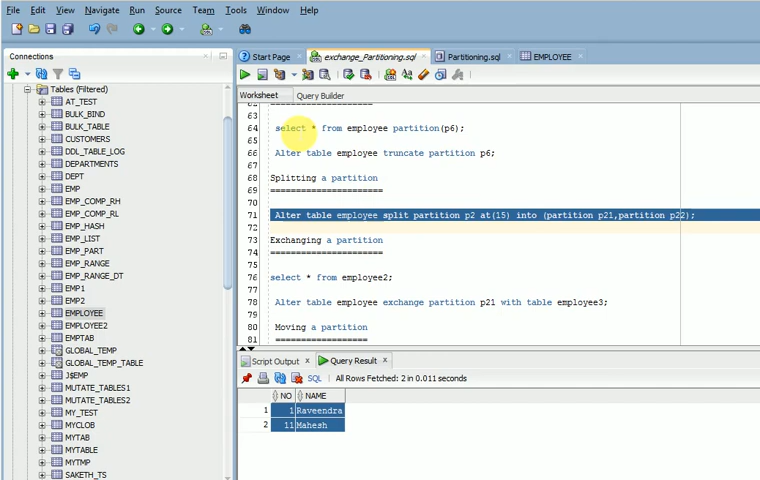 File Edit View Navigate Run Source Team Tools Window Help
Connections
Start Page exchange_Partitioning.sql Partitioning.sql EMPLOYEE
Worksheet Query Builder
Tables (Filtered)
AT_TEST
BULK_BIND
BULK_TABLE
CUSTOMERS
DDL_TABLE_LOG
DEPARTMENTS
DEPT
EMP
EMP_COMP_RH
EMP_COMP_RL
EMP_HASH
EMP_LIST
EMP_PART
EMP_RANGE
EMP_RANGE_DT
EMP1
EMP2
EMPLOYEE
EMPLOYEE2
EMPTAB
GLOBAL_TEMP
GLOBAL_TEMP_TABLE
J$EMP
MUTATE_TABLES1
MUTATE_TABLES2
MY_TEST
MYCLOB
MYTAB
MYTABLE
MYTMP
SAKETH_TS
62 =====================
63
64 select * from employee partition(p6);
65
66 Alter table employee truncate partition p6;
67
68 Splitting a partition
69 =======================
70
71 Alter table employee split partition p2 at(15) into (partition p21,partition p22);
72
73 Exchanging a partition
74 =======================
75
76 select * from employee2;
77
78 Alter table employee exchange partition p21 with table employee3;
79
80 Moving a partition
81 ===================
Script Output Query Result
SQL All Rows Fetched: 2 in 0.011 seconds
NO NAME
1 1 Raveendra
2 11 Mahesh